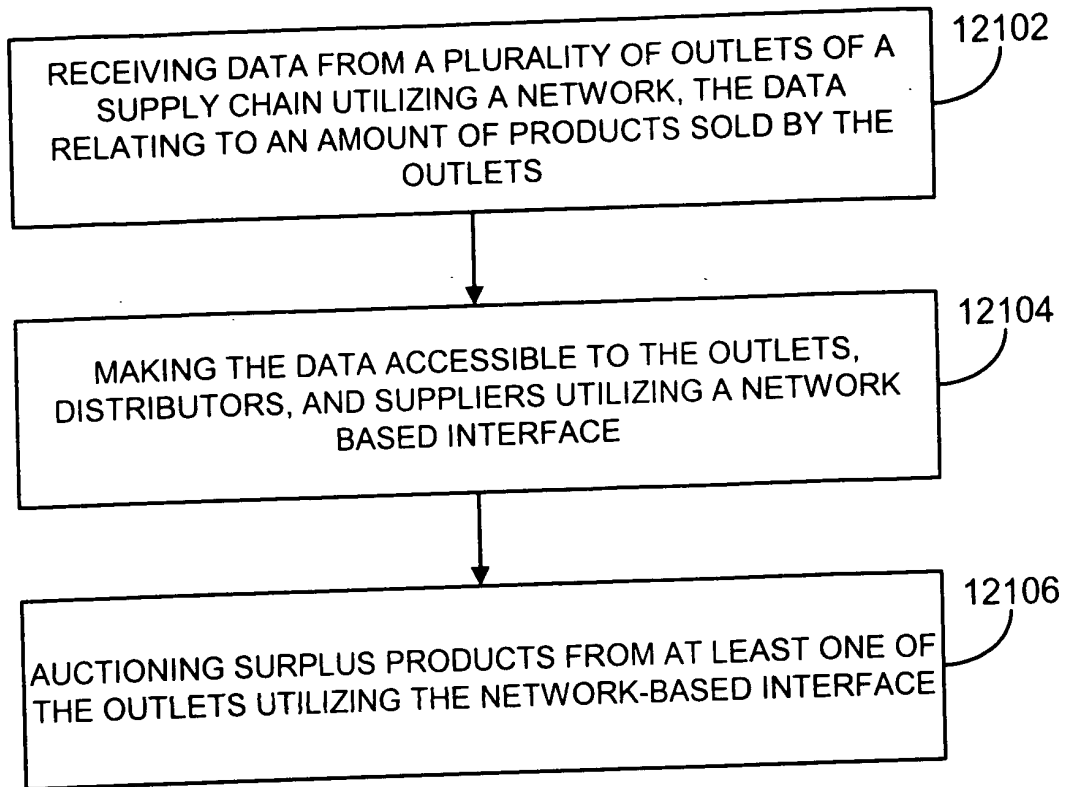 12102
RECEIVING DATA FROM A PLURALITY OF OUTLETS OF A
SUPPLY CHAIN UTILIZING A NETWORK, THE DATA
RELATING TO AN AMOUNT OF PRODUCTS SOLD BY THE
OUTLETS
12104
MAKING THE DATA ACCESSIBLE TO THE OUTLETS,
DISTRIBUTORS, AND SUPPLIERS UTILIZING A NETWORK
BASED INTERFACE
12106
AUCTIONING SURPLUS PRODUCTS FROM AT LEAST ONE OF
THE OUTLETS UTILIZING THE NETWORK-BASED INTERFACE